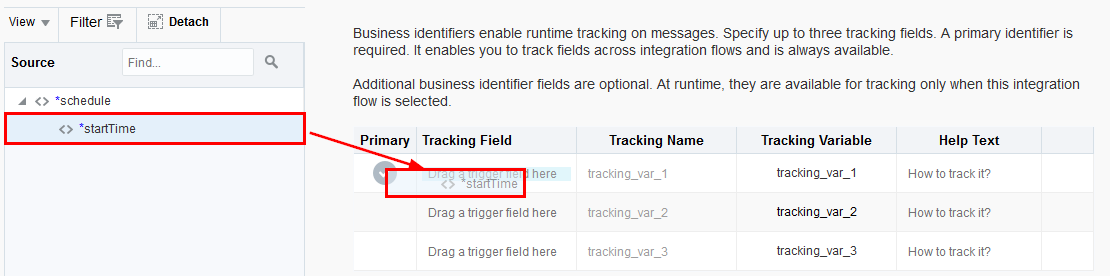 View Filter Detach
Source Find...
*schedule
*startTime
Business identifiers enable runtime tracking on messages. Specify up to three tracking fields. A primary identifier is
required. It enables you to track fields across integration flows and is always available.
Additional business identifier fields are optional. At runtime, they are available for tracking only when this integration
flow is selected.
Primary Tracking Field Tracking Name Tracking Variable Help Text
Drag a trigger field here tracking_var_1 tracking_var_1 How to track it?
*startTime
Drag a trigger field here tracking_var_2 tracking_var_2 How to track it?
Drag a trigger field here tracking_var_3 tracking_var_3 How to track it?